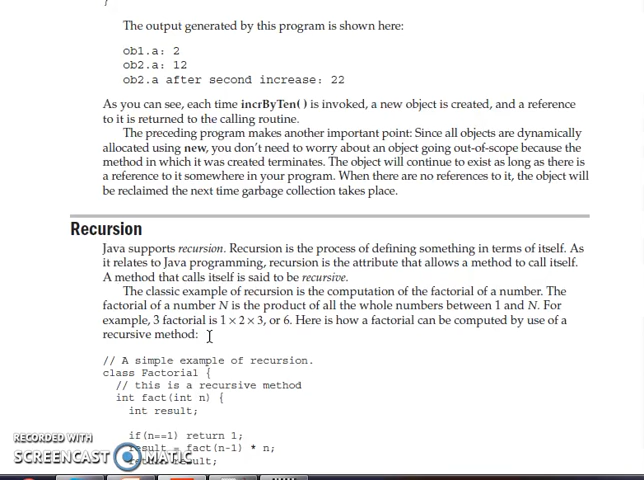 }
The output generated by this program is shown here:
ob1.a: 2
ob2.a: 12
ob2.a after second increase: 22
As you can see, each time incrByTen( ) is invoked, a new object is created, and a reference
to it is returned to the calling routine.
The preceding program makes another important point: Since all objects are dynamically
allocated using new, you don't need to worry about an object going out-of-scope because the
method in which it was created terminates. The object will continue to exist as long as there is
a reference to it somewhere in your program. When there are no references to it, the object will
be reclaimed the next time garbage collection takes place.
Recursion
Java supports recursion. Recursion is the process of defining something in terms of itself. As
it relates to Java programming, recursion is the attribute that allows a method to call itself.
A method that calls itself is said to be recursive.
The classic example of recursion is the computation of the factorial of a number. The
factorial of a number N is the product of all the whole numbers between 1 and N. For
example, 3 factorial is 1 × 2 × 3, or 6. Here is how a factorial can be computed by use of a
recursive method:
// A simple example of recursion.
class Factorial {
// this is a recursive method
int fact(int n) {
int result;
if(n==1) return 1;
result = fact(n-1) * n;
return result;
RECORDED WITH
SCREENCAST MATIC